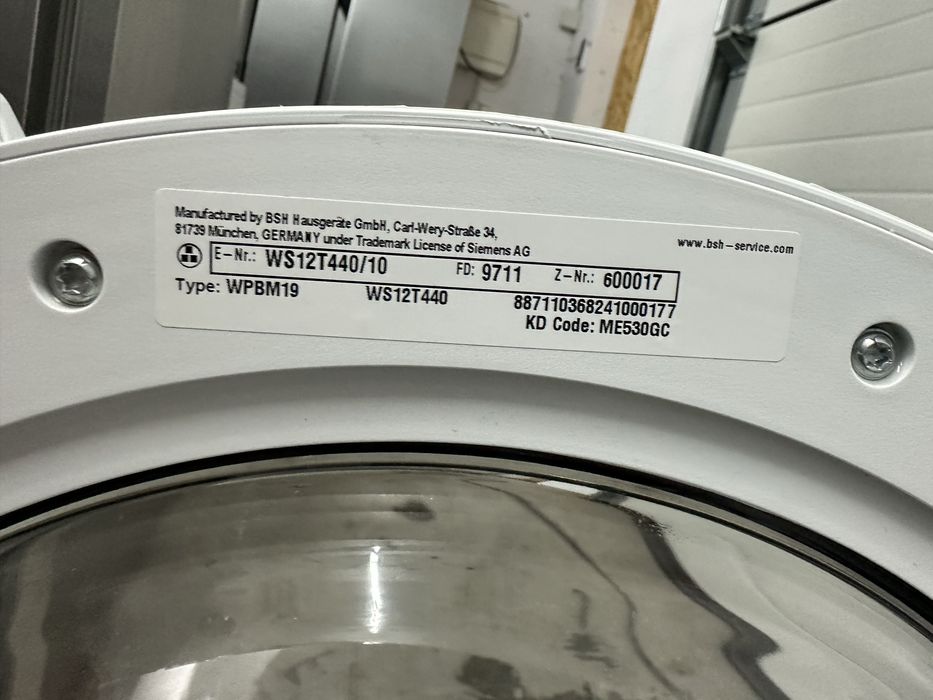 Manufactured by BSH Hausgeräte GmbH, Carl-Wery-Straße 34,
81739 München, GERMANY under Trademark License of Siemens AG
www.bsh-service.com
E-Nr.: WS12T440/10 FD: 9711 Z-Nr.: 600017
Type: WPBM19 WS12T440 887110368241000177
KD Code: ME530GC